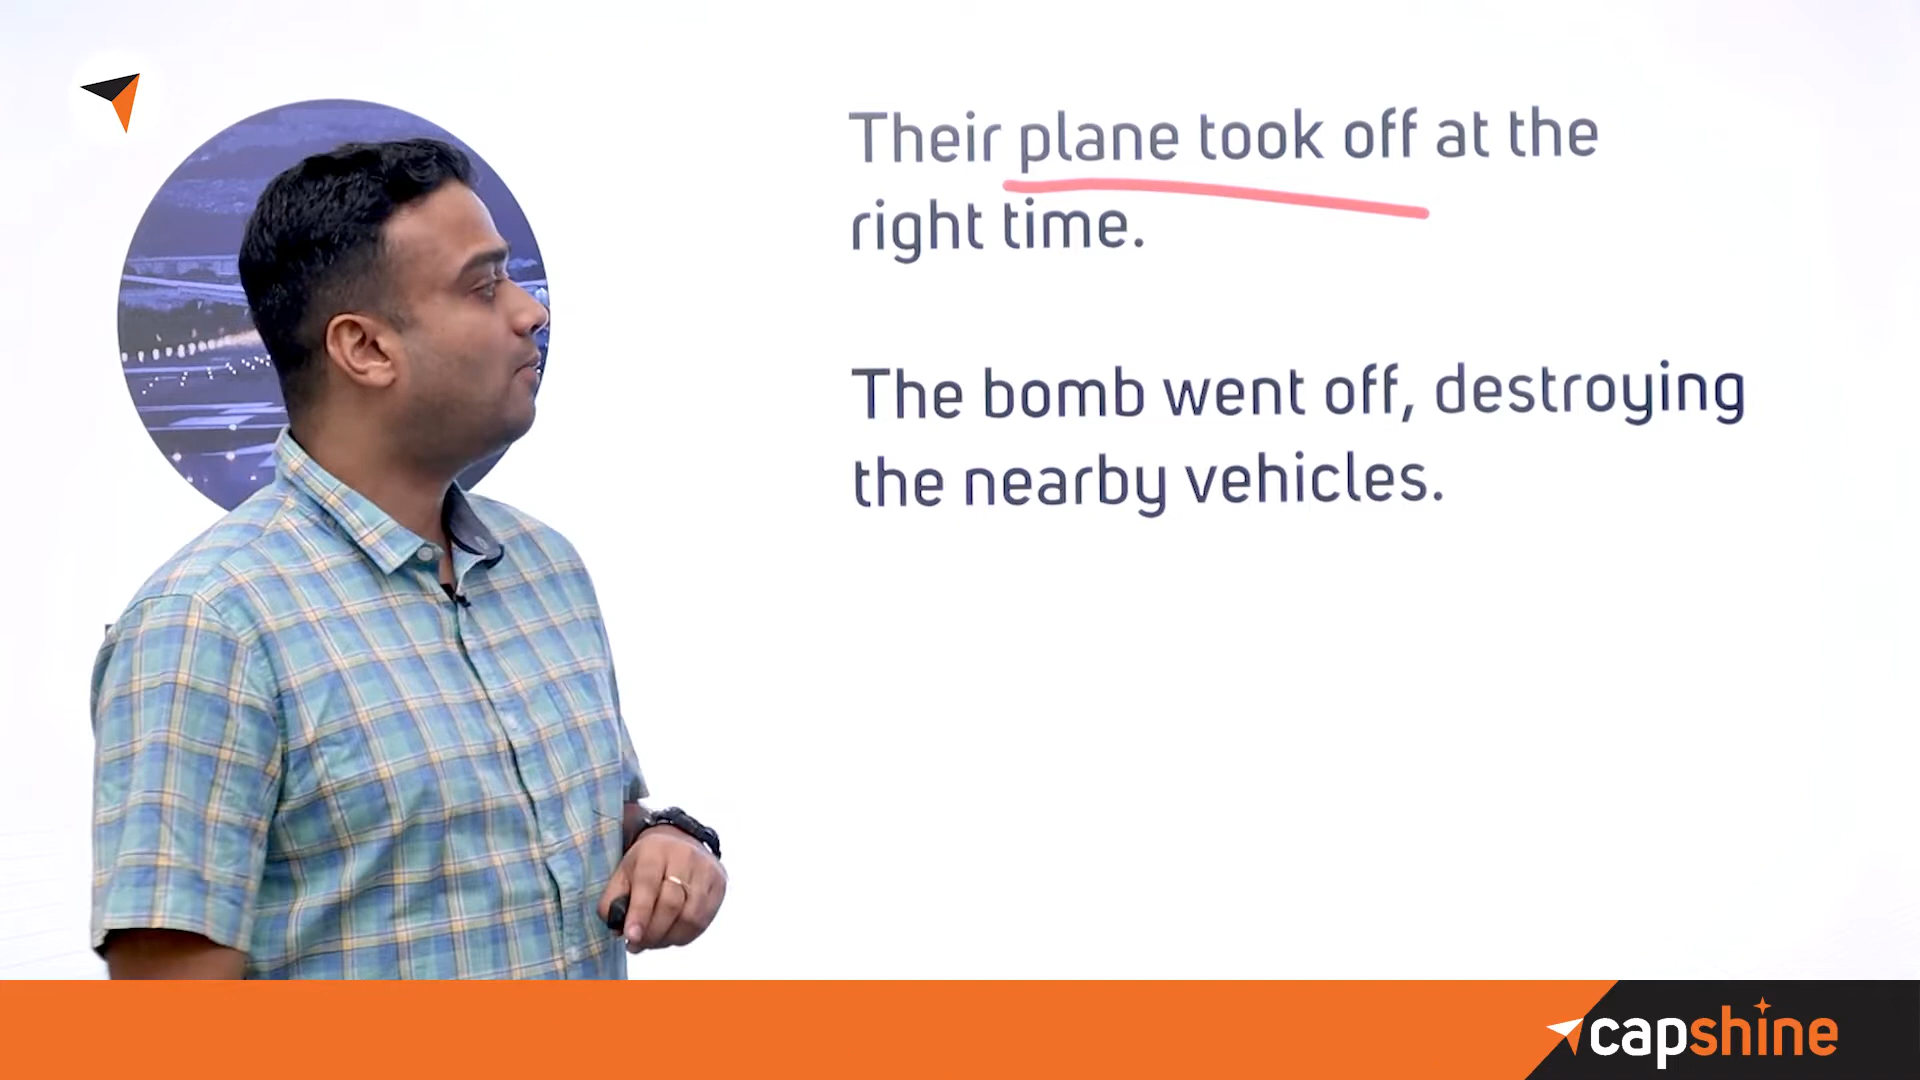 Their plane took off at the
right time.
The bomb went off, destroying
the nearby vehicles.
capshine